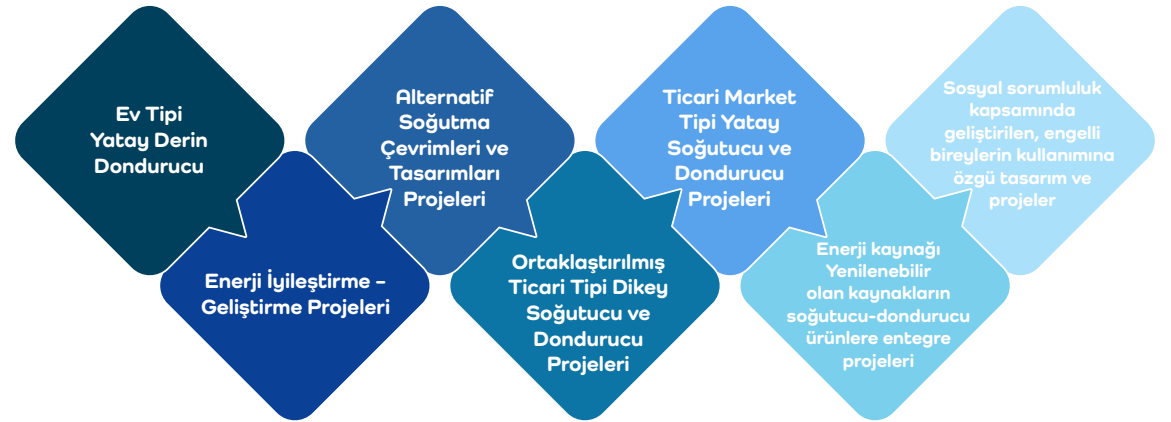 Ev Tipi
Yatay Derin
Dondurucu
Enerji İyileştirme –
Geliştirme Projeleri
Alternatif
Soğutma
Çevrimleri ve
Tasarımları
Projeleri
Ortaklaştırılmış
Ticari Tipi Dikey
Soğutucu ve
Dondurucu
Projeleri
Ticari Market
Tipi Yatay
Soğutucu ve
Dondurucu
Projeleri
Enerji kaynağı
Yenilenebilir
olan kaynakların
soğutucu-dondurucu
ürünlere entegre
projeleri
Sosyal sorumluluk
kapsamında
geliştirilen, engelli
bireylerin kullanımına
özgü tasarım ve
projeler